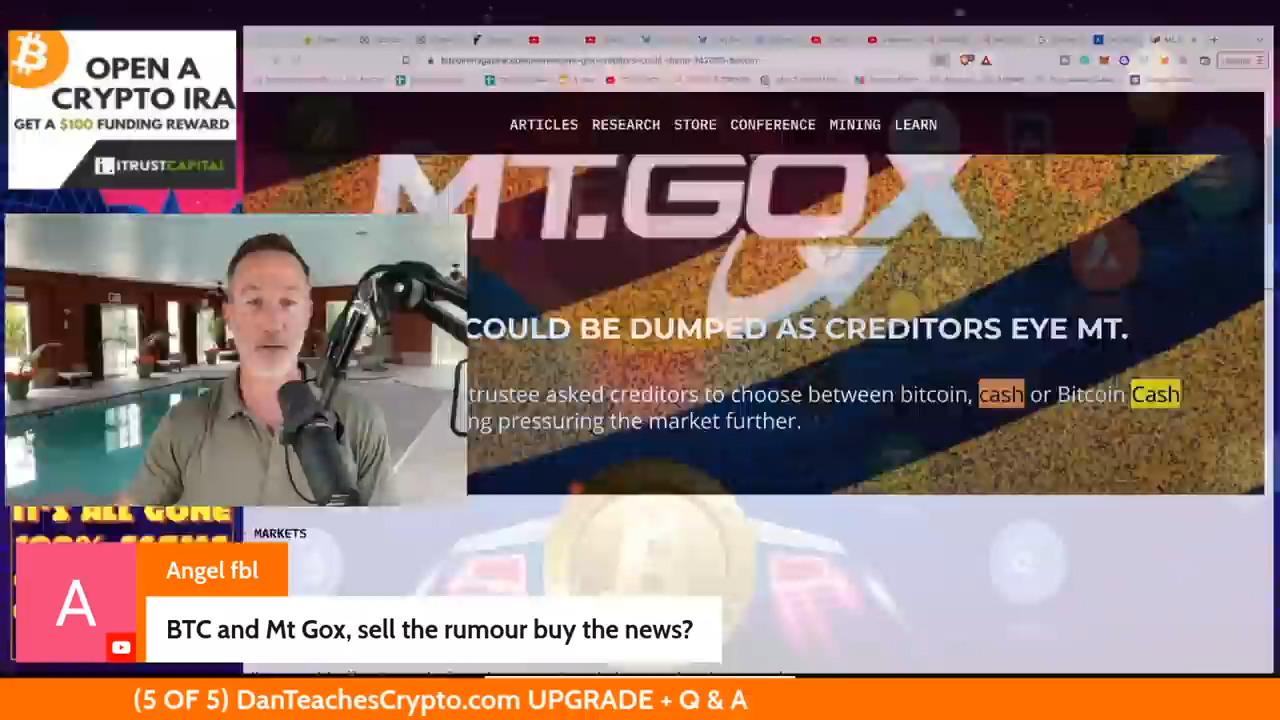 OPEN A
CRYPTO IRA
GET A $100 FUNDING REWARD
ITRUSTCAPITAL
ARTICLES RESEARCH STORE CONFERENCE MINING LEARN
MT.GOX
COULD BE DUMPED AS CREDITORS EYE MT.
trustee asked creditors to choose between bitcoin, cash or Bitcoin Cash
ng pressuring the market further.
IT'S ALL GONE
MARKETS
A
Angel fbl
BTC and Mt Gox, sell the rumour buy the news?
(5 OF 5) DanTeachesCrypto.com UPGRADE + Q & A